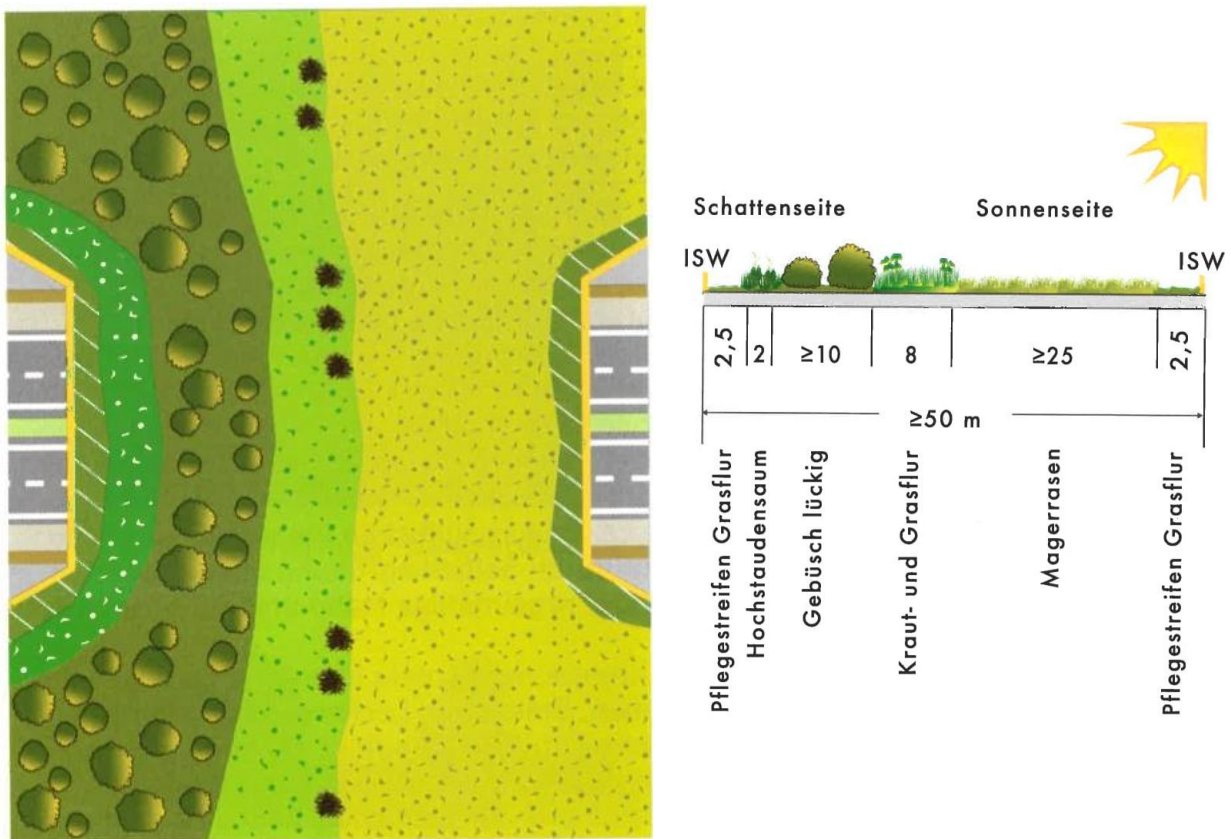 Schattenseite Sonnenseite
ISW ISW
2,5 2 ≥10 8 ≥25 2,5
≥50 m
Pflegestreifen Grasflur
Hochstaudensaum
Gebüsch lückig
Kraut- und Grasflur
Magerrasen
Pflegestreifen Grasflur